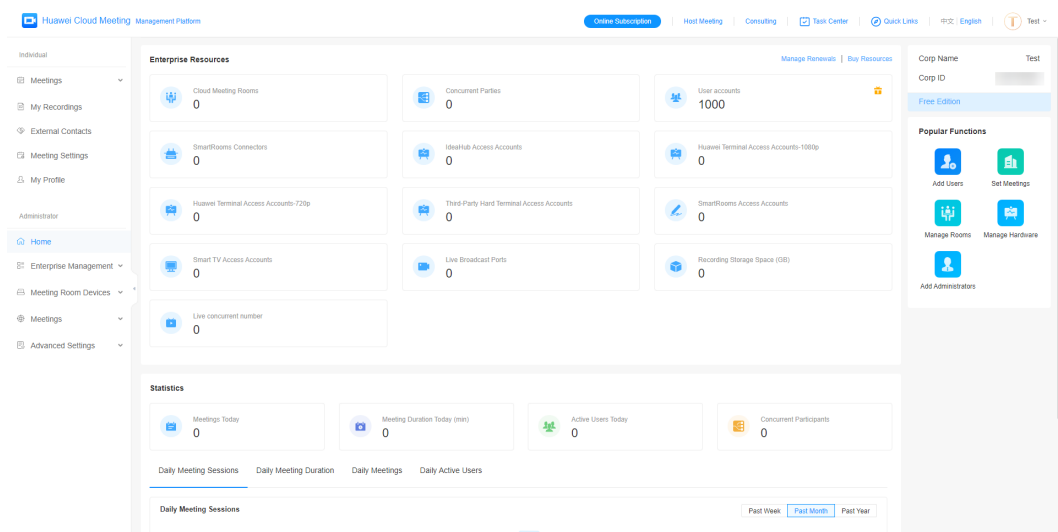 Huawei Cloud Meeting Management Platform
Online Subscription
Host Meeting
Consulting
Task Center
Quick Links
中文 | English
Test
Individual
Meetings
My Recordings
External Contacts
Meeting Settings
My Profile
Administrator
Home
Enterprise Management
Meeting Room Devices
Meetings
Advanced Settings
Enterprise Resources
Manage Renewals | Buy Resources
Cloud Meeting Rooms
0
Concurrent Parties
0
User accounts
1000
SmartRooms Connectors
0
IdeaHub Access Accounts
0
Huawei Terminal Access Accounts-1080p
0
Huawei Terminal Access Accounts-720p
0
Third-Party Hard Terminal Access Accounts
0
SmartRooms Access Accounts
0
Smart TV Access Accounts
0
Live Broadcast Ports
0
Recording Storage Space (GB)
0
Live concurrent number
0
Statistics
Meetings Today
0
Meeting Duration Today (min)
0
Active Users Today
0
Concurrent Participants
0
Daily Meeting Sessions
Daily Meeting Duration
Daily Meetings
Daily Active Users
Daily Meeting Sessions
Past Week
Past Month
Past Year
Corp Name
Test
Corp ID
Free Edition
Popular Functions
Add Users
Set Meetings
Manage Rooms
Manage Hardware
Add Administrators